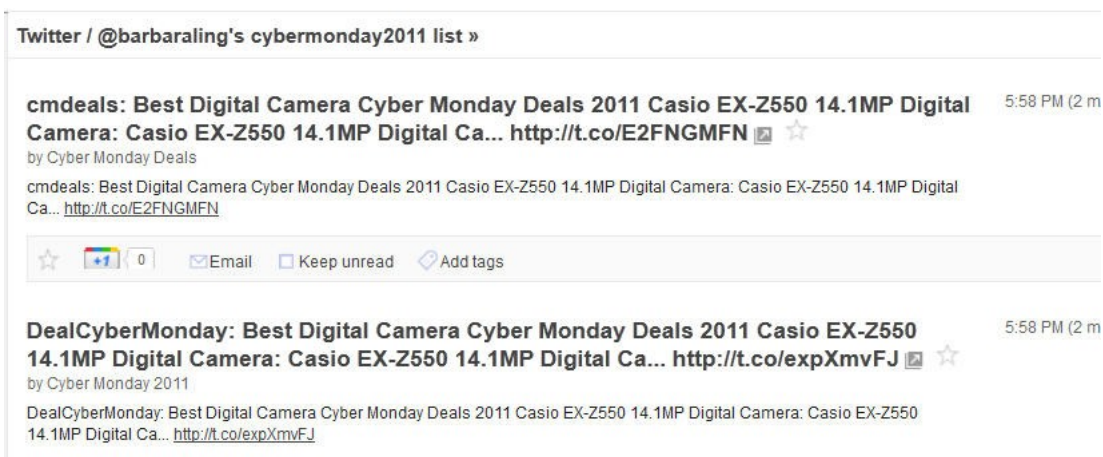 Twitter / @barbaraling's cybermonday2011 list »
cmdeals: Best Digital Camera Cyber Monday Deals 2011 Casio EX-Z550 14.1MP Digital
5:58 PM (2 m
Camera: Casio EX-Z550 14.1MP Digital Ca... http://t.co/E2FNGMFN
by Cyber Monday Deals
cmdeals: Best Digital Camera Cyber Monday Deals 2011 Casio EX-Z550 14.1MP Digital Camera: Casio EX-Z550 14.1MP Digital
Ca... http://t.co/E2FNGMFN
+1 0 Email Keep unread Add tags
DealCyberMonday: Best Digital Camera Cyber Monday Deals 2011 Casio EX-Z550
5:58 PM (2 m
14.1MP Digital Camera: Casio EX-Z550 14.1MP Digital Ca... http://t.co/expXmvFJ
by Cyber Monday 2011
DealCyberMonday: Best Digital Camera Cyber Monday Deals 2011 Casio EX-Z550 14.1MP Digital Camera: Casio EX-Z550
14.1MP Digital Ca... http://t.co/expXmvFJ